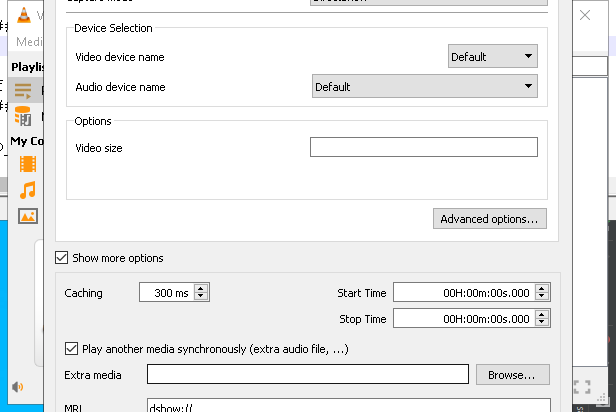 Device Selection
Video device name
Default
Audio device name
Default
Options
Video size
Advanced options...
Show more options
Caching
300 ms
Start Time
00H:00m:00s.000
Stop Time
00H:00m:00s.000
Play another media synchronously (extra audio file, ...)
Extra media
Browse...
MRL
dshow://
Medi
Playlis
My Co